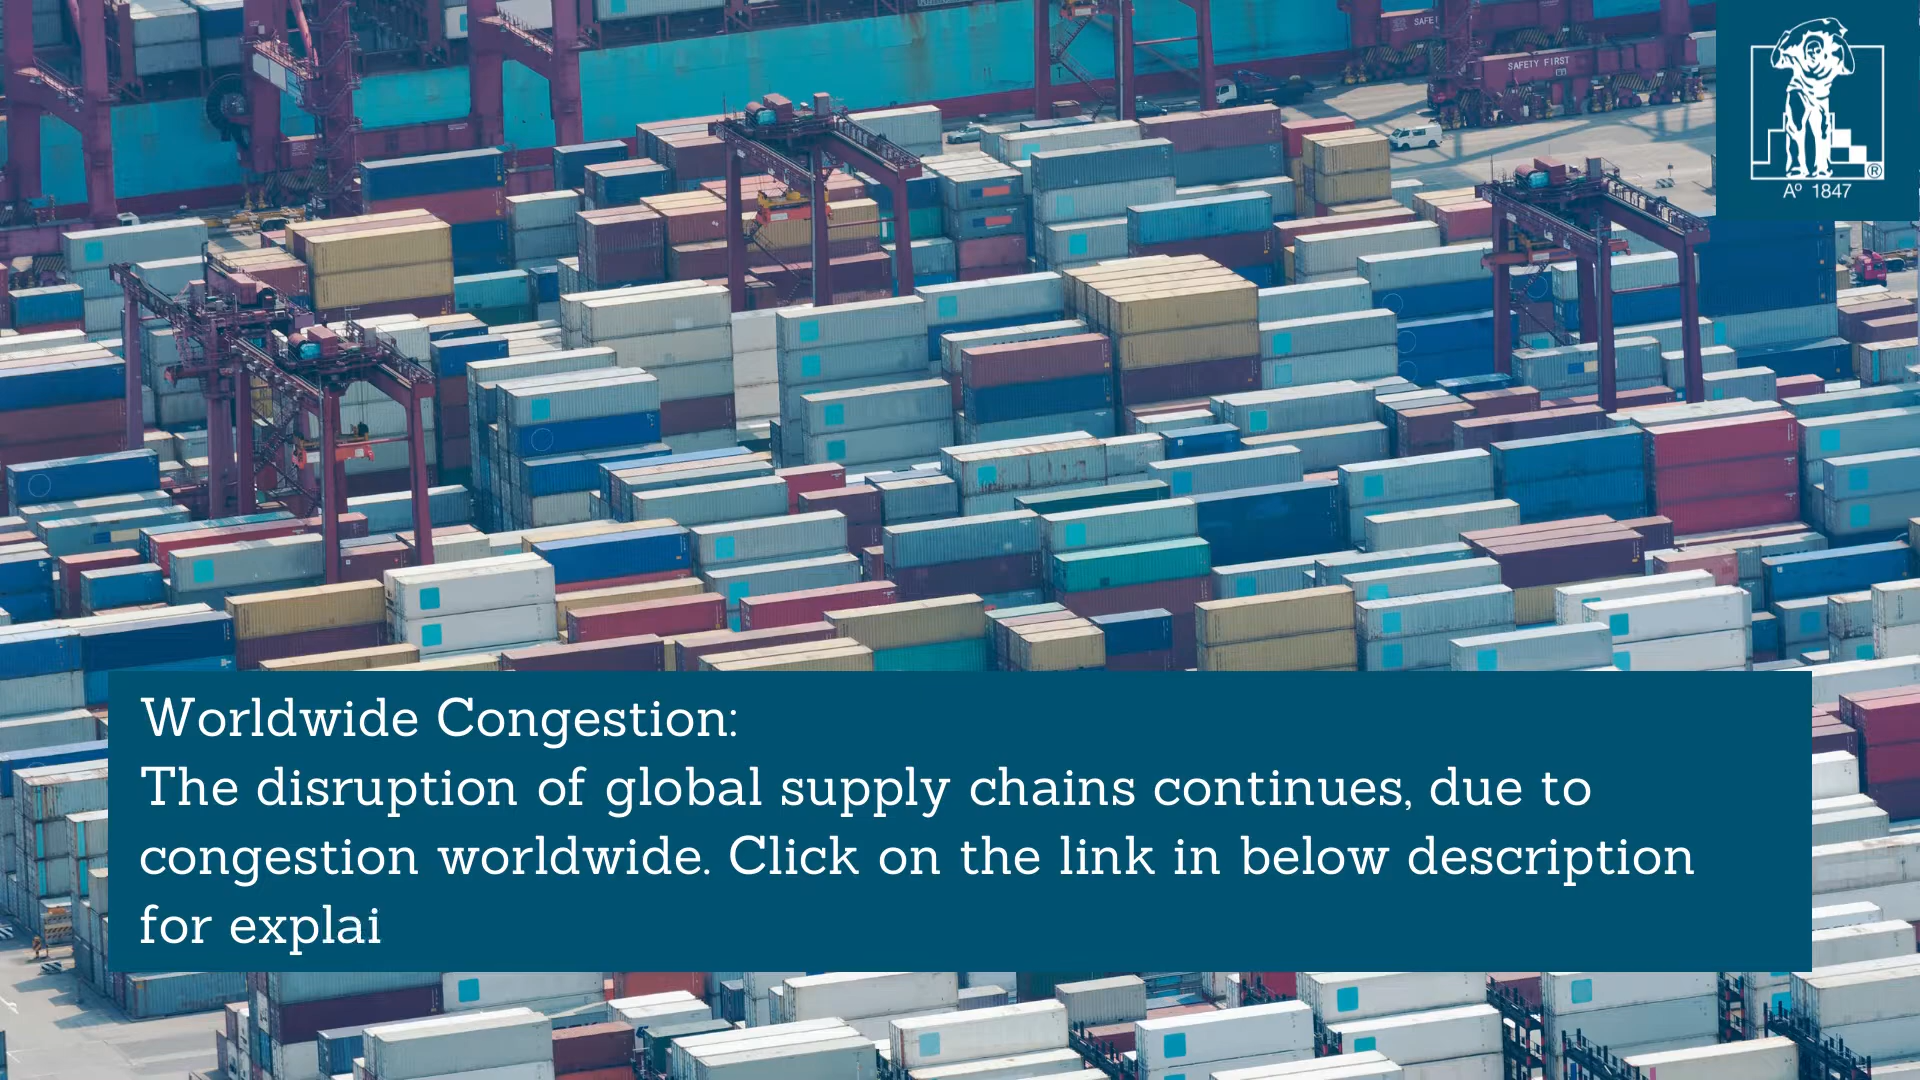 SAFE
SAFETY FIRST
®
Aº 1847
Worldwide Congestion:
The disruption of global supply chains continues, due to
congestion worldwide. Click on the link in below description
for explai